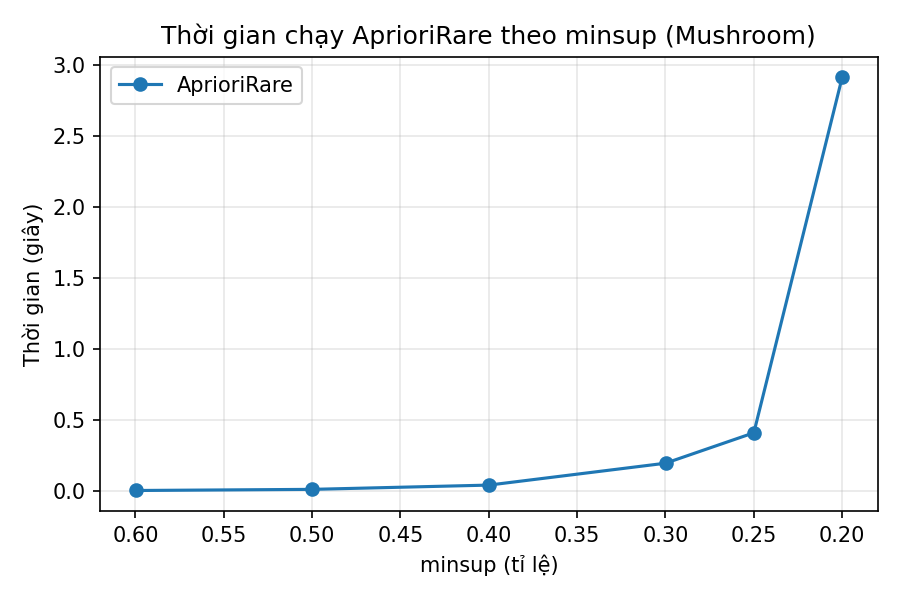 Thời gian chạy AprioriRare theo minsup (Mushroom)
AprioriRare
Thời gian (giây)
3.0
2.5
2.0
1.5
1.0
0.5
0.0
0.60 0.55 0.50 0.45 0.40 0.35 0.30 0.25 0.20
minsup (tỉ lệ)